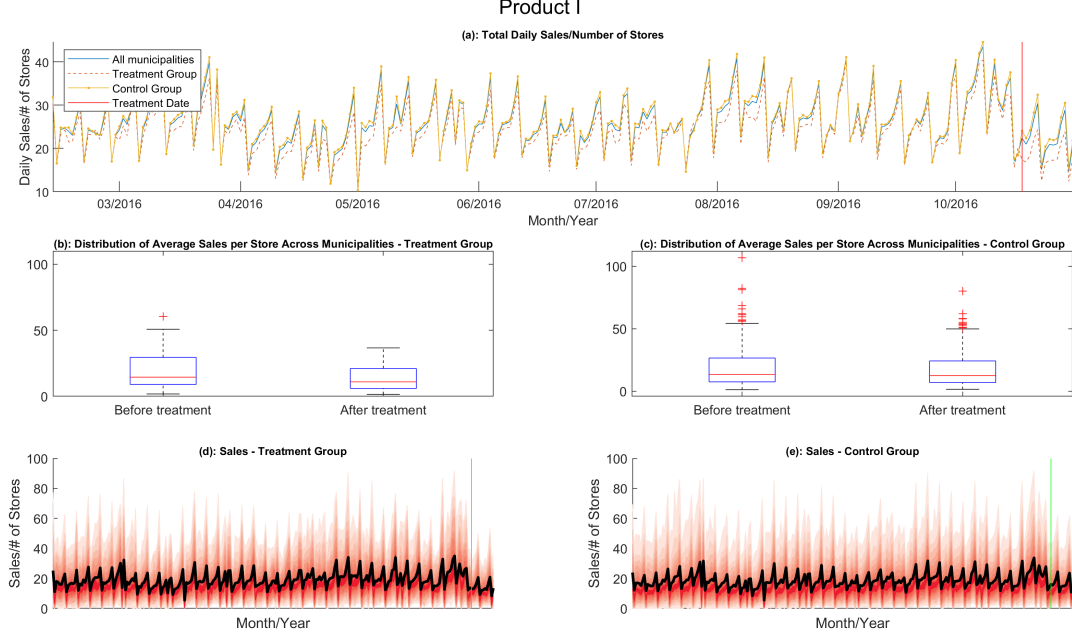 Product I
(a): Total Daily Sales/Number of Stores
Daily Sales/# of Stores
40
30
20
10
All municipalities
Treatment Group
Control Group
Treatment Date
03/2016 04/2016 05/2016 06/2016 07/2016 08/2016 09/2016 10/2016
Month/Year
(b): Distribution of Average Sales per Store Across Municipalities - Treatment Group
100
50
0
Before treatment After treatment
(c): Distribution of Average Sales per Store Across Municipalities - Control Group
100
50
0
Before treatment After treatment
(d): Sales - Treatment Group
Sales/# of Stores
100
80
60
40
20
0
Month/Year
(e): Sales - Control Group
Sales/# of Stores
100
80
60
40
20
0
Month/Year